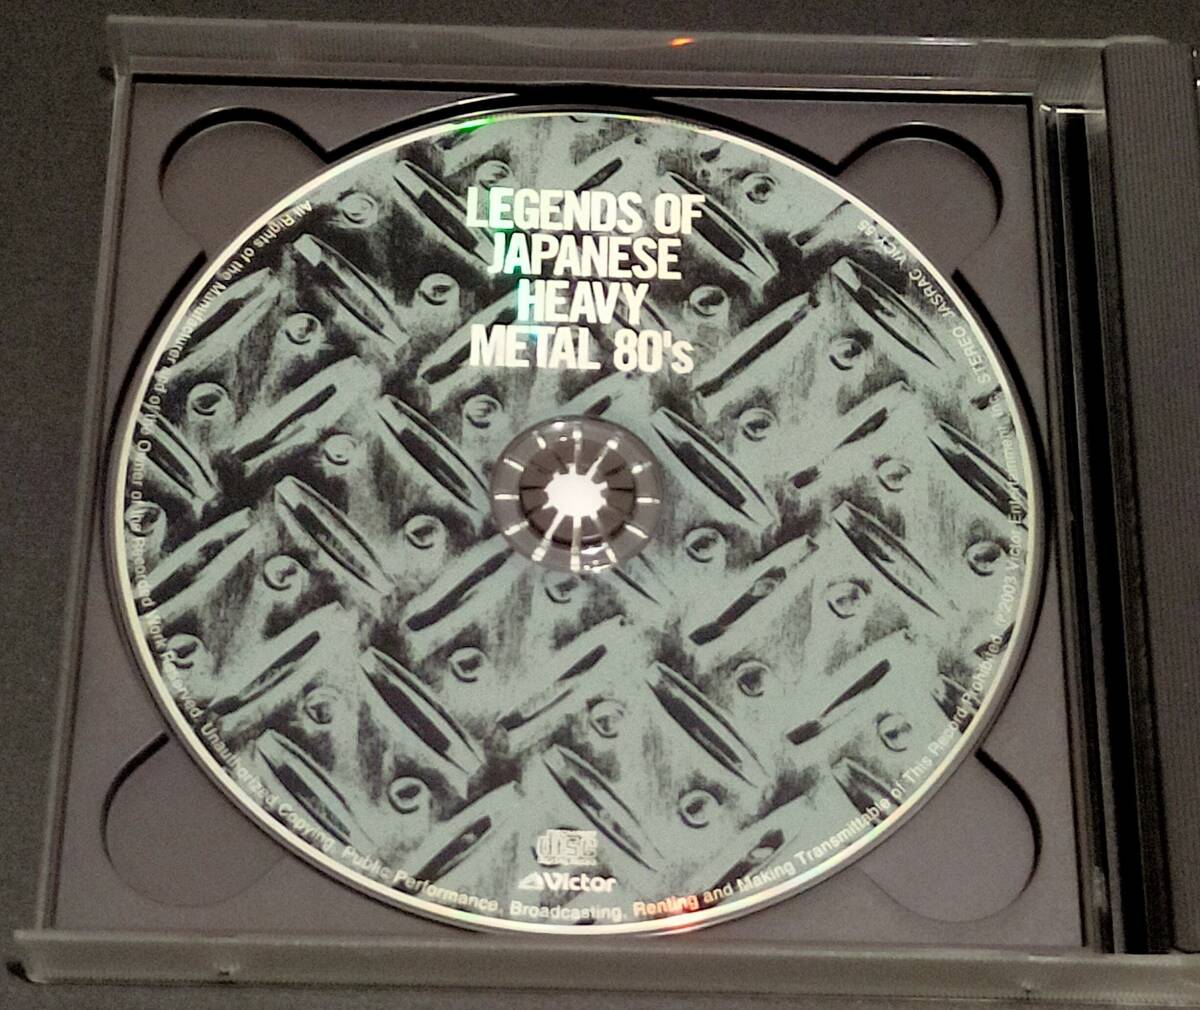 LEGENDS OF
JAPANESE
HEAVY
METAL 80's
disc
Victor
All Rights of the Manufacturer and of the Owner of the Recorded Work Reserved. Unauthorized Copying, Public Performance, Broadcasting, Renting and Making Transmittable of This Record Prohibited. ℗2003 Victor Entertainment, Inc. STEREO JASRAC